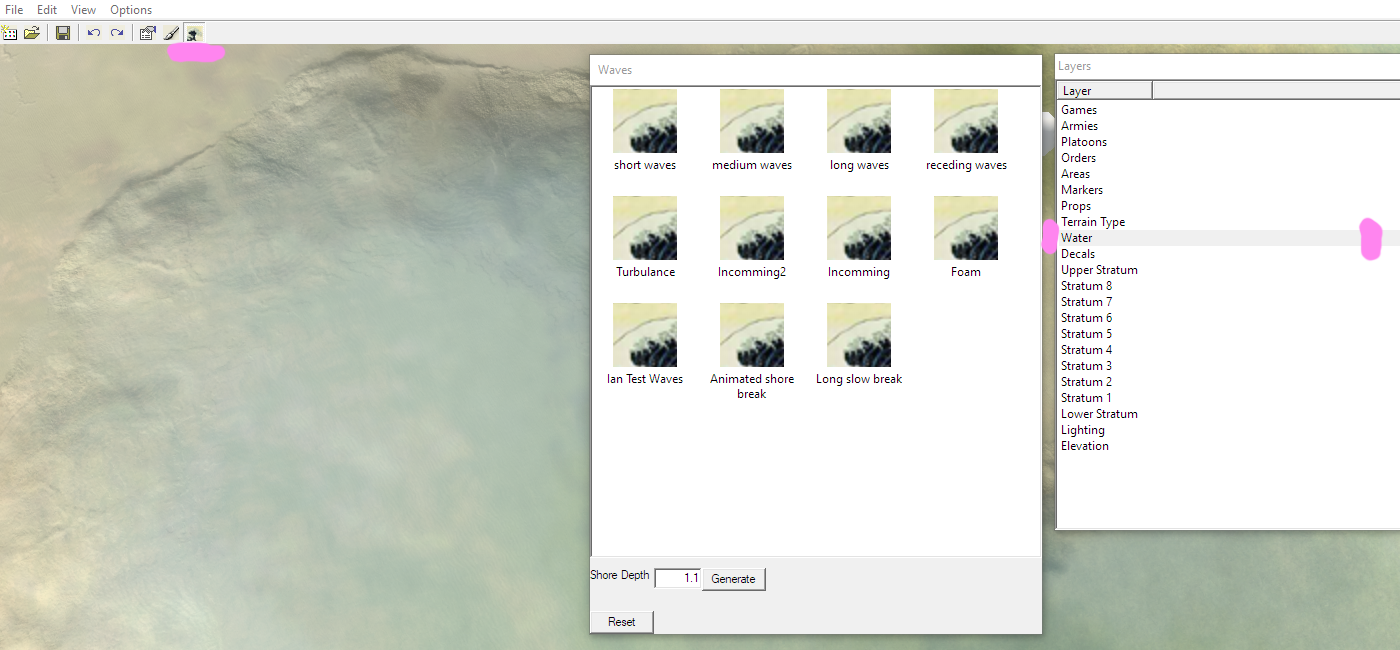 File Edit View Options
Waves
short waves medium waves long waves receding waves
Turbulance Incomming2 Incomming Foam
Ian Test Waves Animated shore break Long slow break
Shore Depth 1.1 Generate
Reset
Layers
Layer
Games
Armies
Platoons
Orders
Areas
Markers
Props
Terrain Type
Water
Decals
Upper Stratum
Stratum 8
Stratum 7
Stratum 6
Stratum 5
Stratum 4
Stratum 3
Stratum 2
Stratum 1
Lower Stratum
Lighting
Elevation